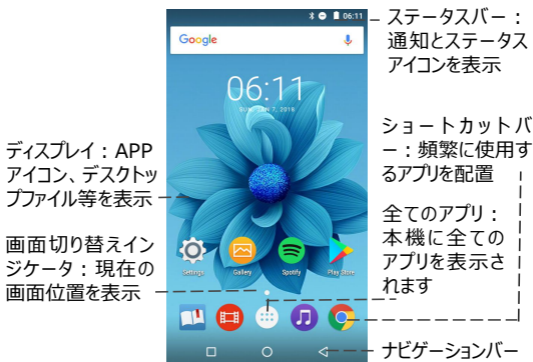 06:11
ステータスバー：
通知とステータス
アイコンを表示
Google
06:11
SUN, JAN 7, 2018
ショートカットバ
ー：頻繁に使用す
るアプリを配置
ディスプレイ：APP
アイコン、デスクトッ
プファイル等を表示
全てのアプリ：
本機に全ての
アプリを表示さ
れます
画面切り替えイン
ジケータ：現在の
画面位置を表示
Settings
Gallery
Spotify
Play Store
ナビゲーションバー